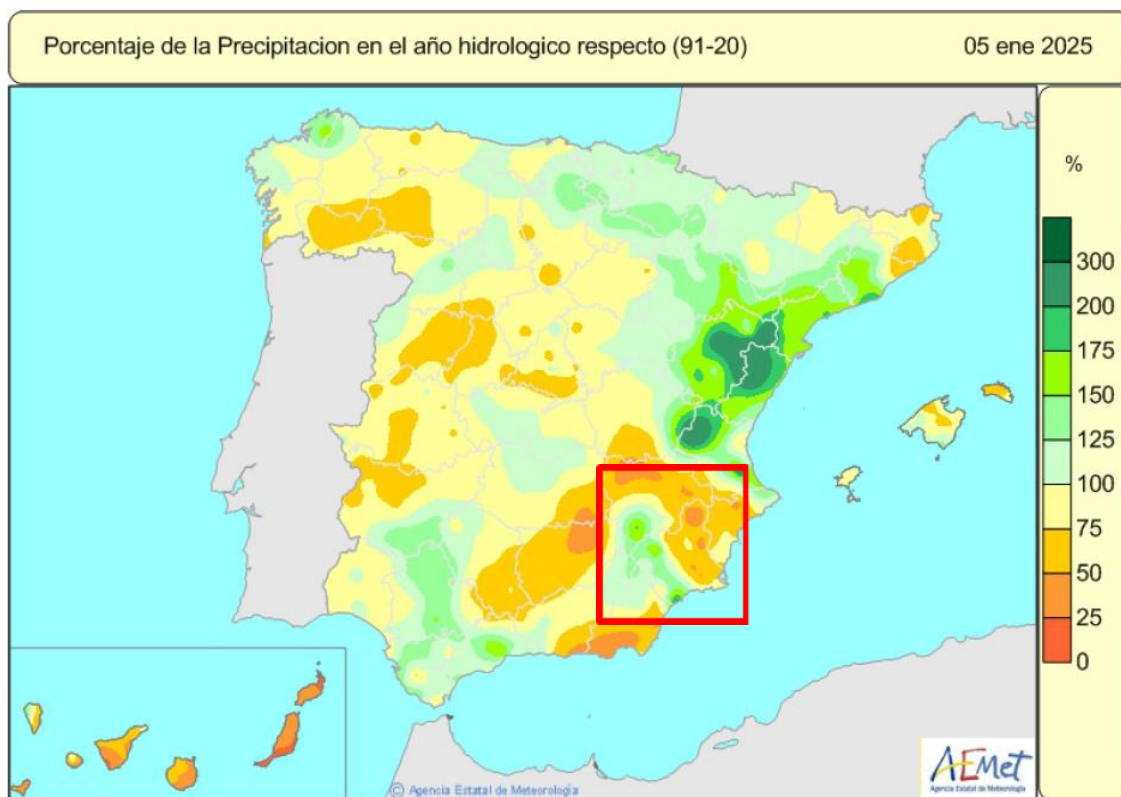 Porcentaje de la Precipitacion en el año hidrologico respecto (91-20) 05 ene 2025
%
300
200
175
150
125
100
75
50
25
0
AEMet
Agencia Estatal de Meteorología
© Agencia Estatal de Meteorología